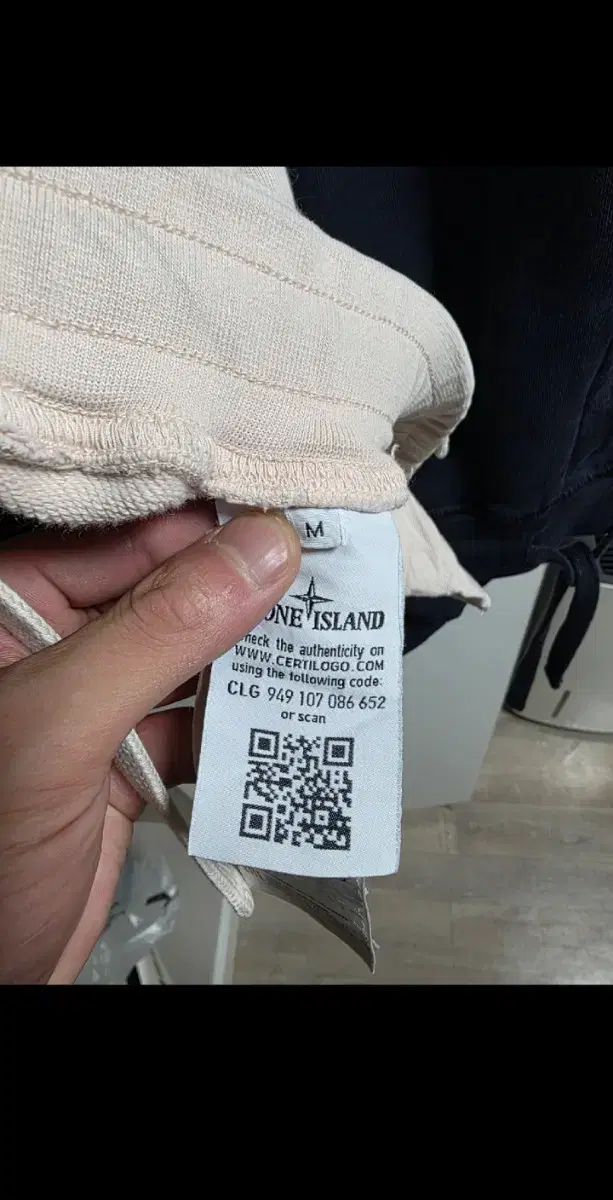 M
ONE ISLAND
heck the authenticity on
WWW.CERTILOGO.COM
using the following code:
CLG 949 107 086 652
or scan